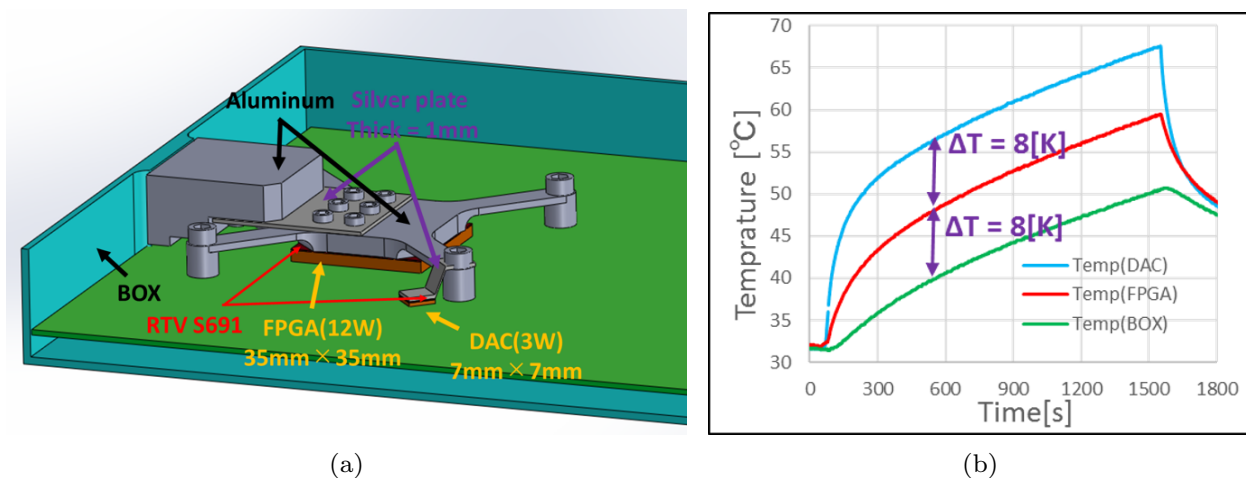 Aluminum
Silver plate
Thick = 1mm
BOX
RTV S691
FPGA(12W)
35mm×35mm
DAC(3W)
7mm×7mm
(a)
Temprature [℃]
70
65
60
55
50
45
40
35
30
ΔT = 8[K]
ΔT = 8[K]
Temp(DAC)
Temp(FPGA)
Temp(BOX)
0
300
600
900
1200
1500
1800
Time[s]
(b)